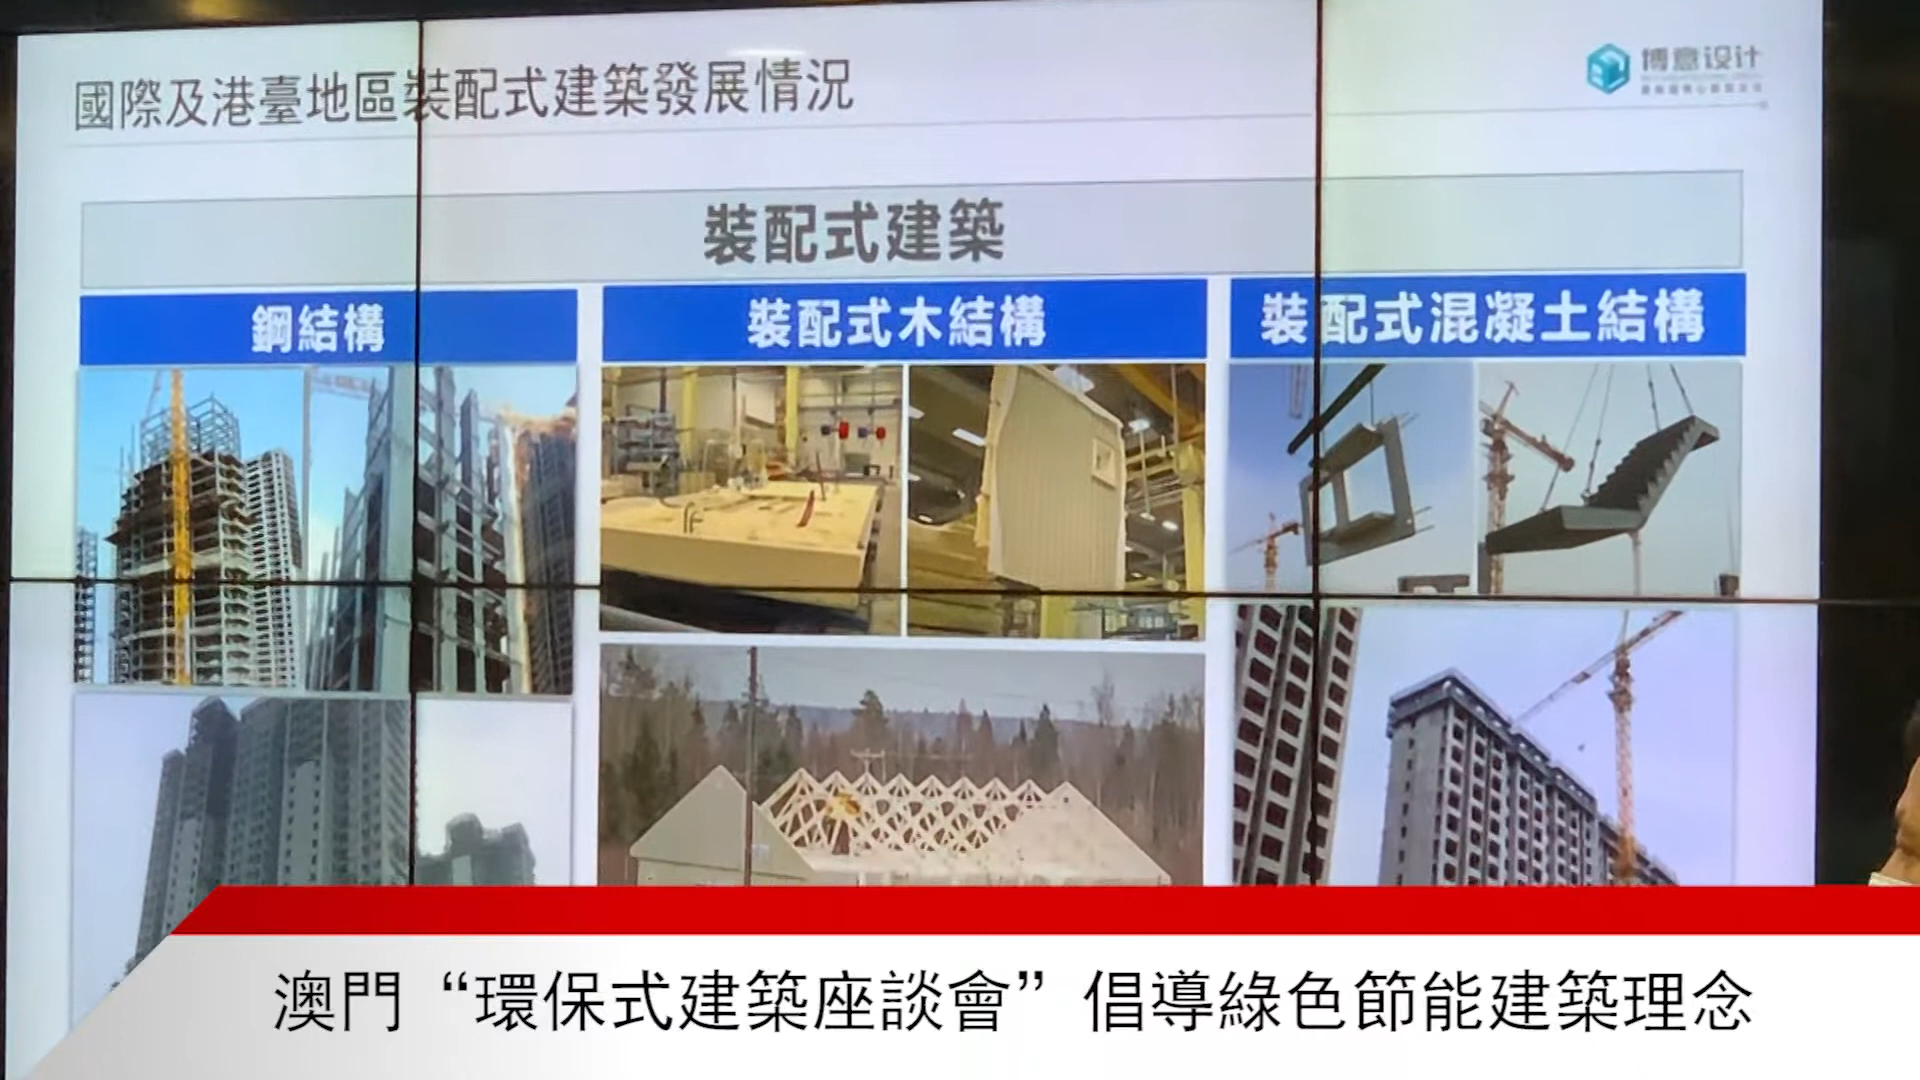 國際及港臺地區裝配式建築發展情況
博意设计
裝配式建築
鋼結構
裝配式木結構
裝配式混凝土結構
澳門“環保式建築座談會”倡導綠色節能建築理念